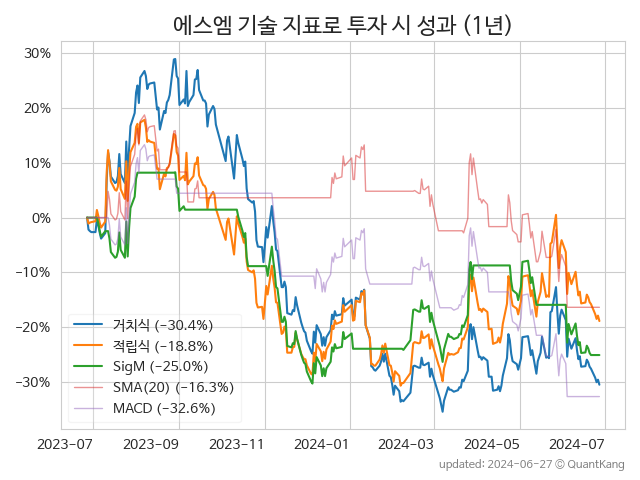 에스엠 기술 지표로 투자 시 성과 (1년)
30%
20%
10%
0%
−10%
−20%
−30%
거치식 (−30.4%)
적립식 (−18.8%)
SigM (−25.0%)
SMA(20) (−16.3%)
MACD (−32.6%)
2023-07
2023-09
2023-11
2024-01
2024-03
2024-05
2024-07
updated: 2024-06-27 ⓒ QuantKang